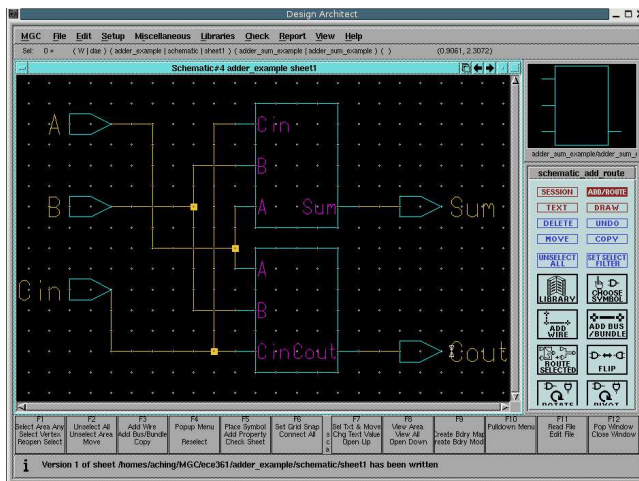 Design Architect
MGC File Edit Setup Miscellaneous Libraries Check Report View Help
Sel: 0 + ( W | dae ) ( adder_example | schematic | sheet1 ) ( adder_sum_example | adder_sum_example ) ( ) (0.9061, 2.3072)
Schematic#4 adder_example sheet1
A
B
Cin
Cin
B
A Sum
A
B
Cin Cout
Sum
Cout
adder_sum_example/adder_sum_e
schematic_add_route
SESSION ADD/ROUTE
TEXT DRAW
DELETE UNDO
MOVE COPY
UNSELECT ALL
SET SELECT FILTER
LIBRARY
CHOOSE SYMBOL
ADD WIRE
ADD BUS /BUNDLE
ROUTE SELECTED
FLIP
ROTATE PIVOT
F1 F2 F3 F4 F5 F6 F7 F8 F9 F10 F11 F12
Select Area Any Unselect All Add Wire Popup Menu Place Symbol Set Grid Snap Sel Txt & Move View Area Pulldown Menu Read File Pop Window
Select Vertex Unselect Area Add Bus/Bundle Add Property Connect All Chg Text Value View All Create Bdry Map Edit File Close Window
Reopen Select Move Copy Reselect Check Sheet Open Up Open Down reate Bdry Mod
s
c
a
i Version 1 of sheet /homes/aching/MGC/ece361/adder_example/schematic/sheet1 has been written